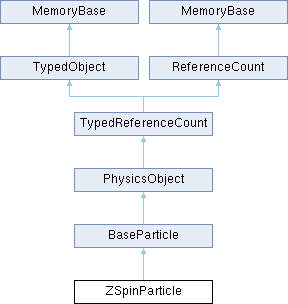 MemoryBase MemoryBase
TypedObject ReferenceCount
TypedReferenceCount
PhysicsObject
BaseParticle
ZSpinParticle